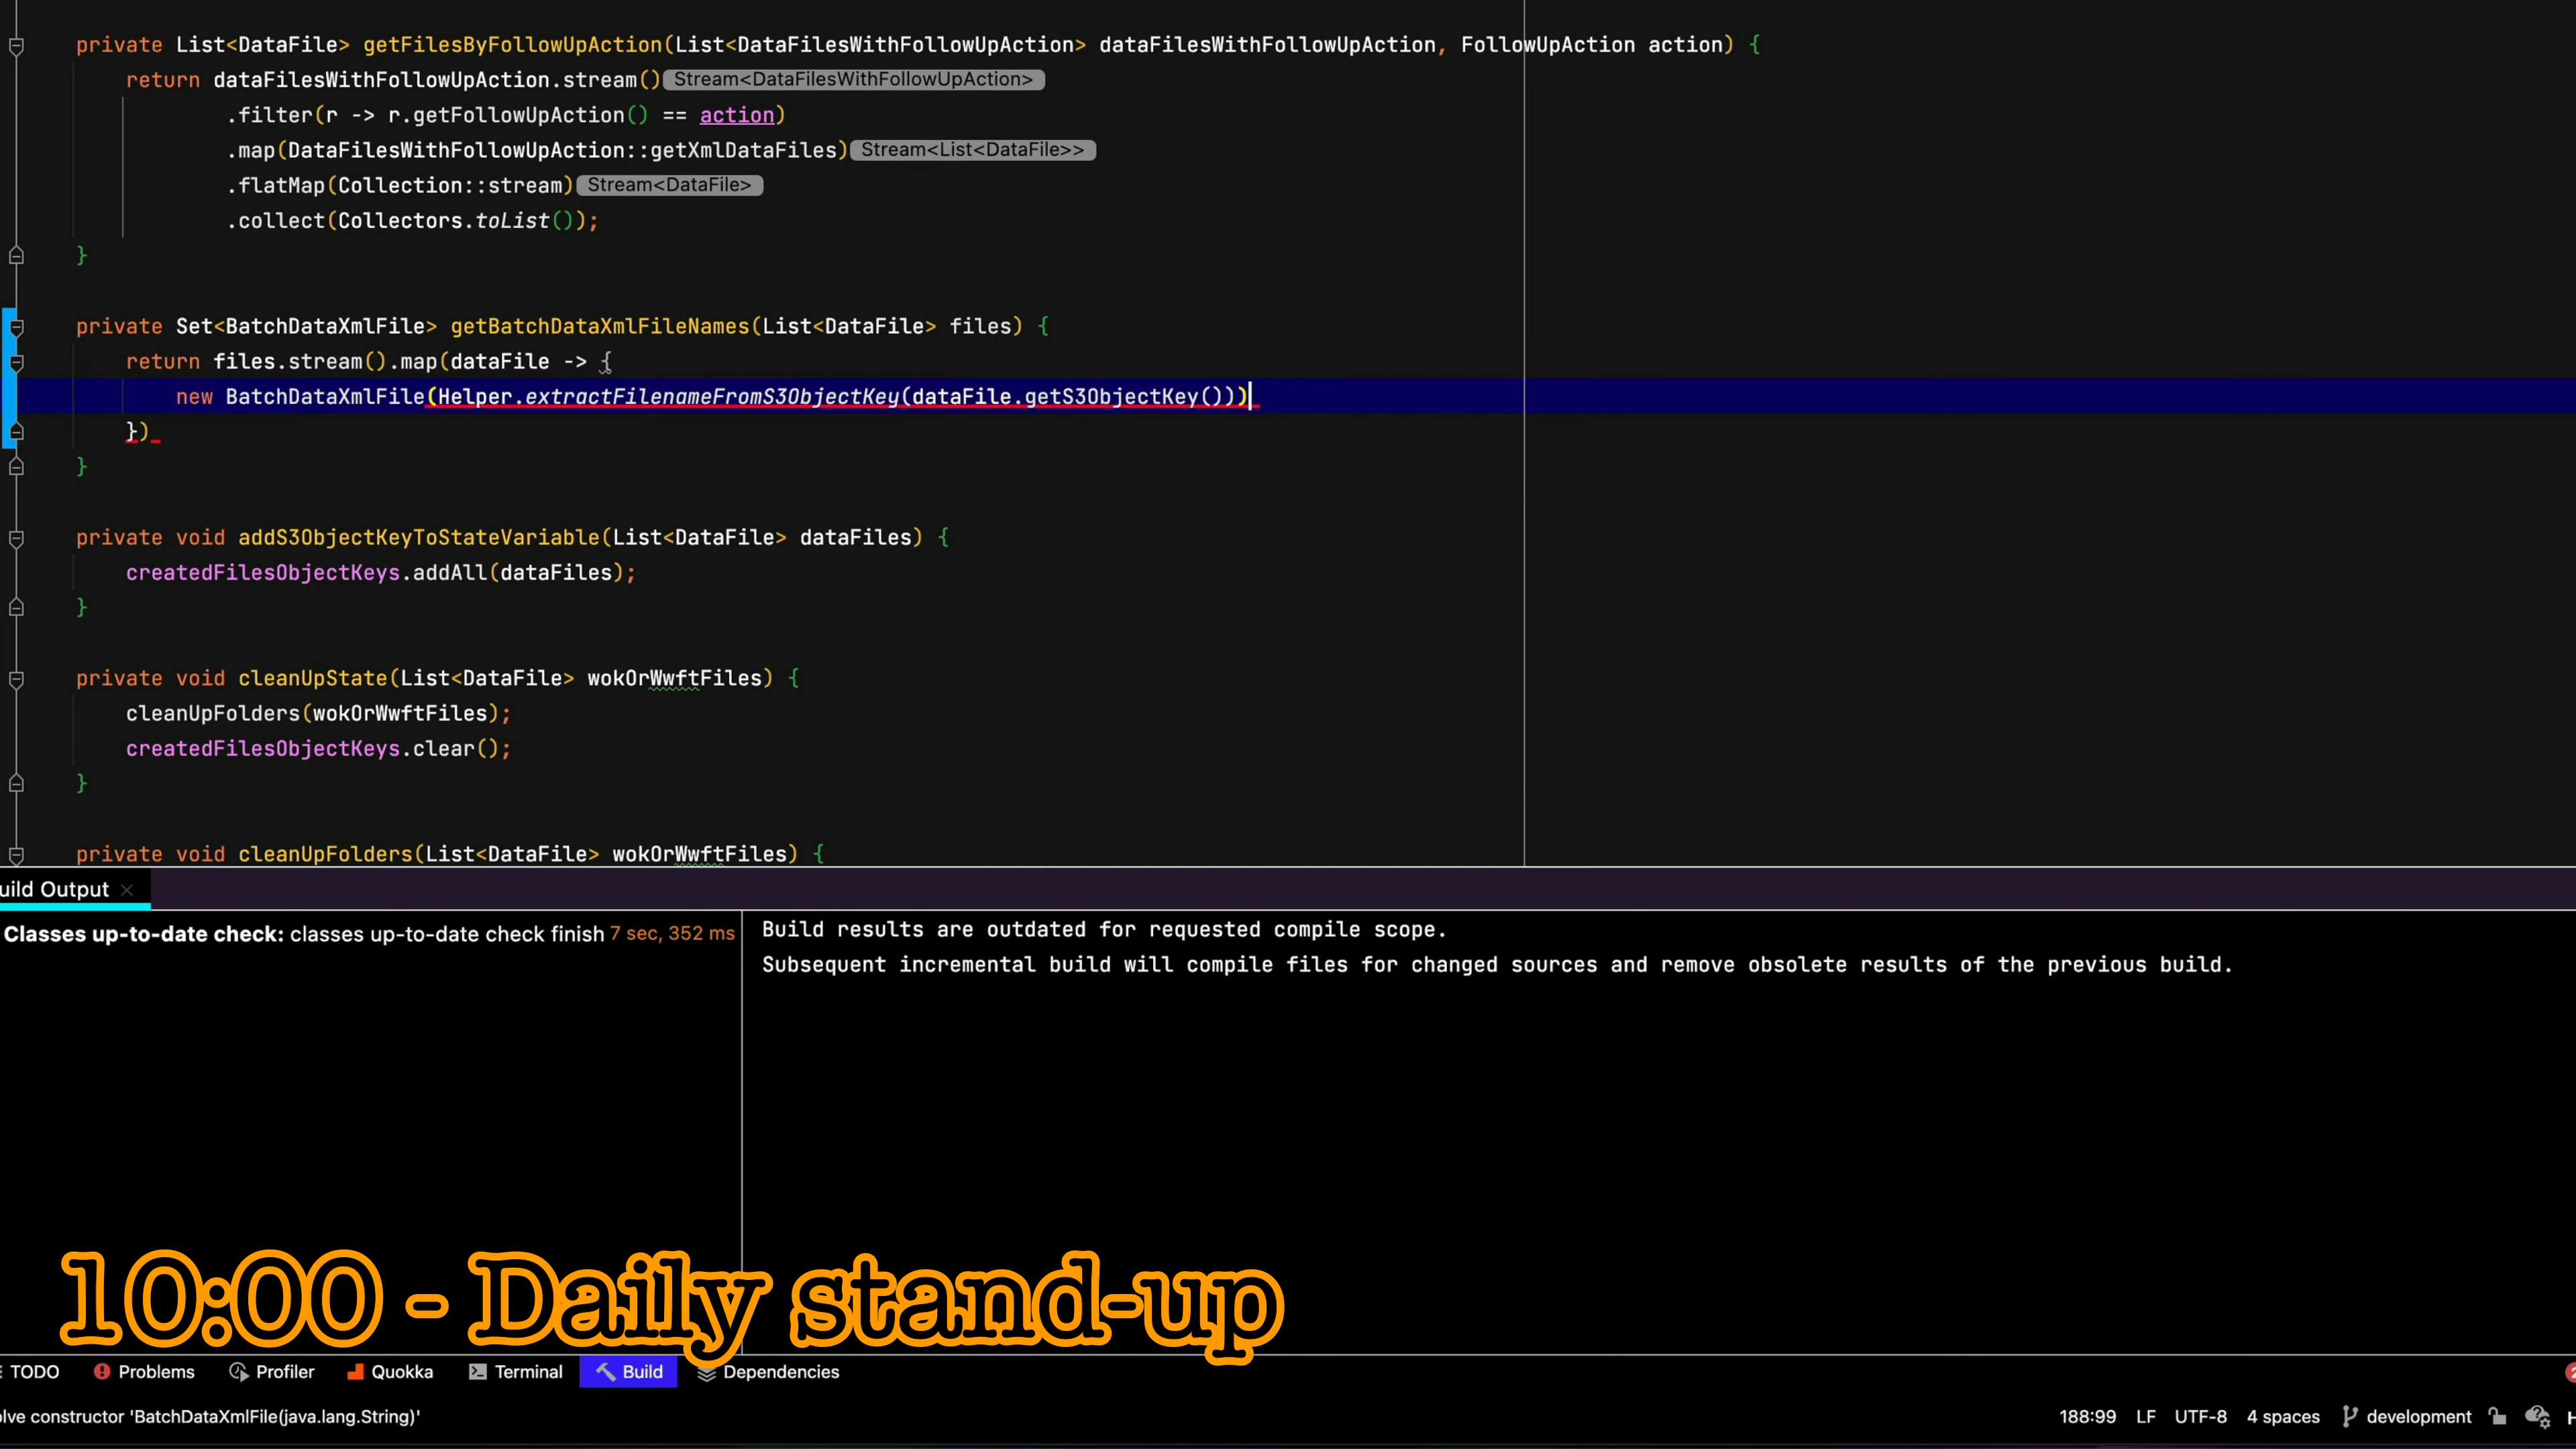 private List<DataFile> getFilesByFollowUpAction(List<DataFilesWithFollowUpAction> dataFilesWithFollowUpAction, FollowUpAction action) {
return dataFilesWithFollowUpAction.stream() Stream<DataFilesWithFollowUpAction>
.filter(r -> r.getFollowUpAction() == action)
.map(DataFilesWithFollowUpAction::getXmlDataFiles) Stream<List<DataFile>>
.flatMap(Collection::stream) Stream<DataFile>
.collect(Collectors.toList());
}
private Set<BatchDataXmlFile> getBatchDataXmlFileNames(List<DataFile> files) {
return files.stream().map(dataFile -> {
new BatchDataXmlFile(Helper.extractFilenameFromS3ObjectKey(dataFile.getS3ObjectKey()))
})
}
private void addS3ObjectKeyToStateVariable(List<DataFile> dataFiles) {
createdFilesObjectKeys.addAll(dataFiles);
}
private void cleanUpState(List<DataFile> wokOrWwftFiles) {
cleanUpFolders(wokOrWwftFiles);
createdFilesObjectKeys.clear();
}
private void cleanUpFolders(List<DataFile> wokOrWwftFiles) {
uild Output
Classes up-to-date check: classes up-to-date check finish 7 sec, 352 ms
Build results are outdated for requested compile scope.
Subsequent incremental build will compile files for changed sources and remove obsolete results of the previous build.
10:00 - Daily stand-up
TODO Problems Profiler Quokka Terminal Build Dependencies
lve constructor 'BatchDataXmlFile(java.lang.String)' 188:99 LF UTF-8 4 spaces development